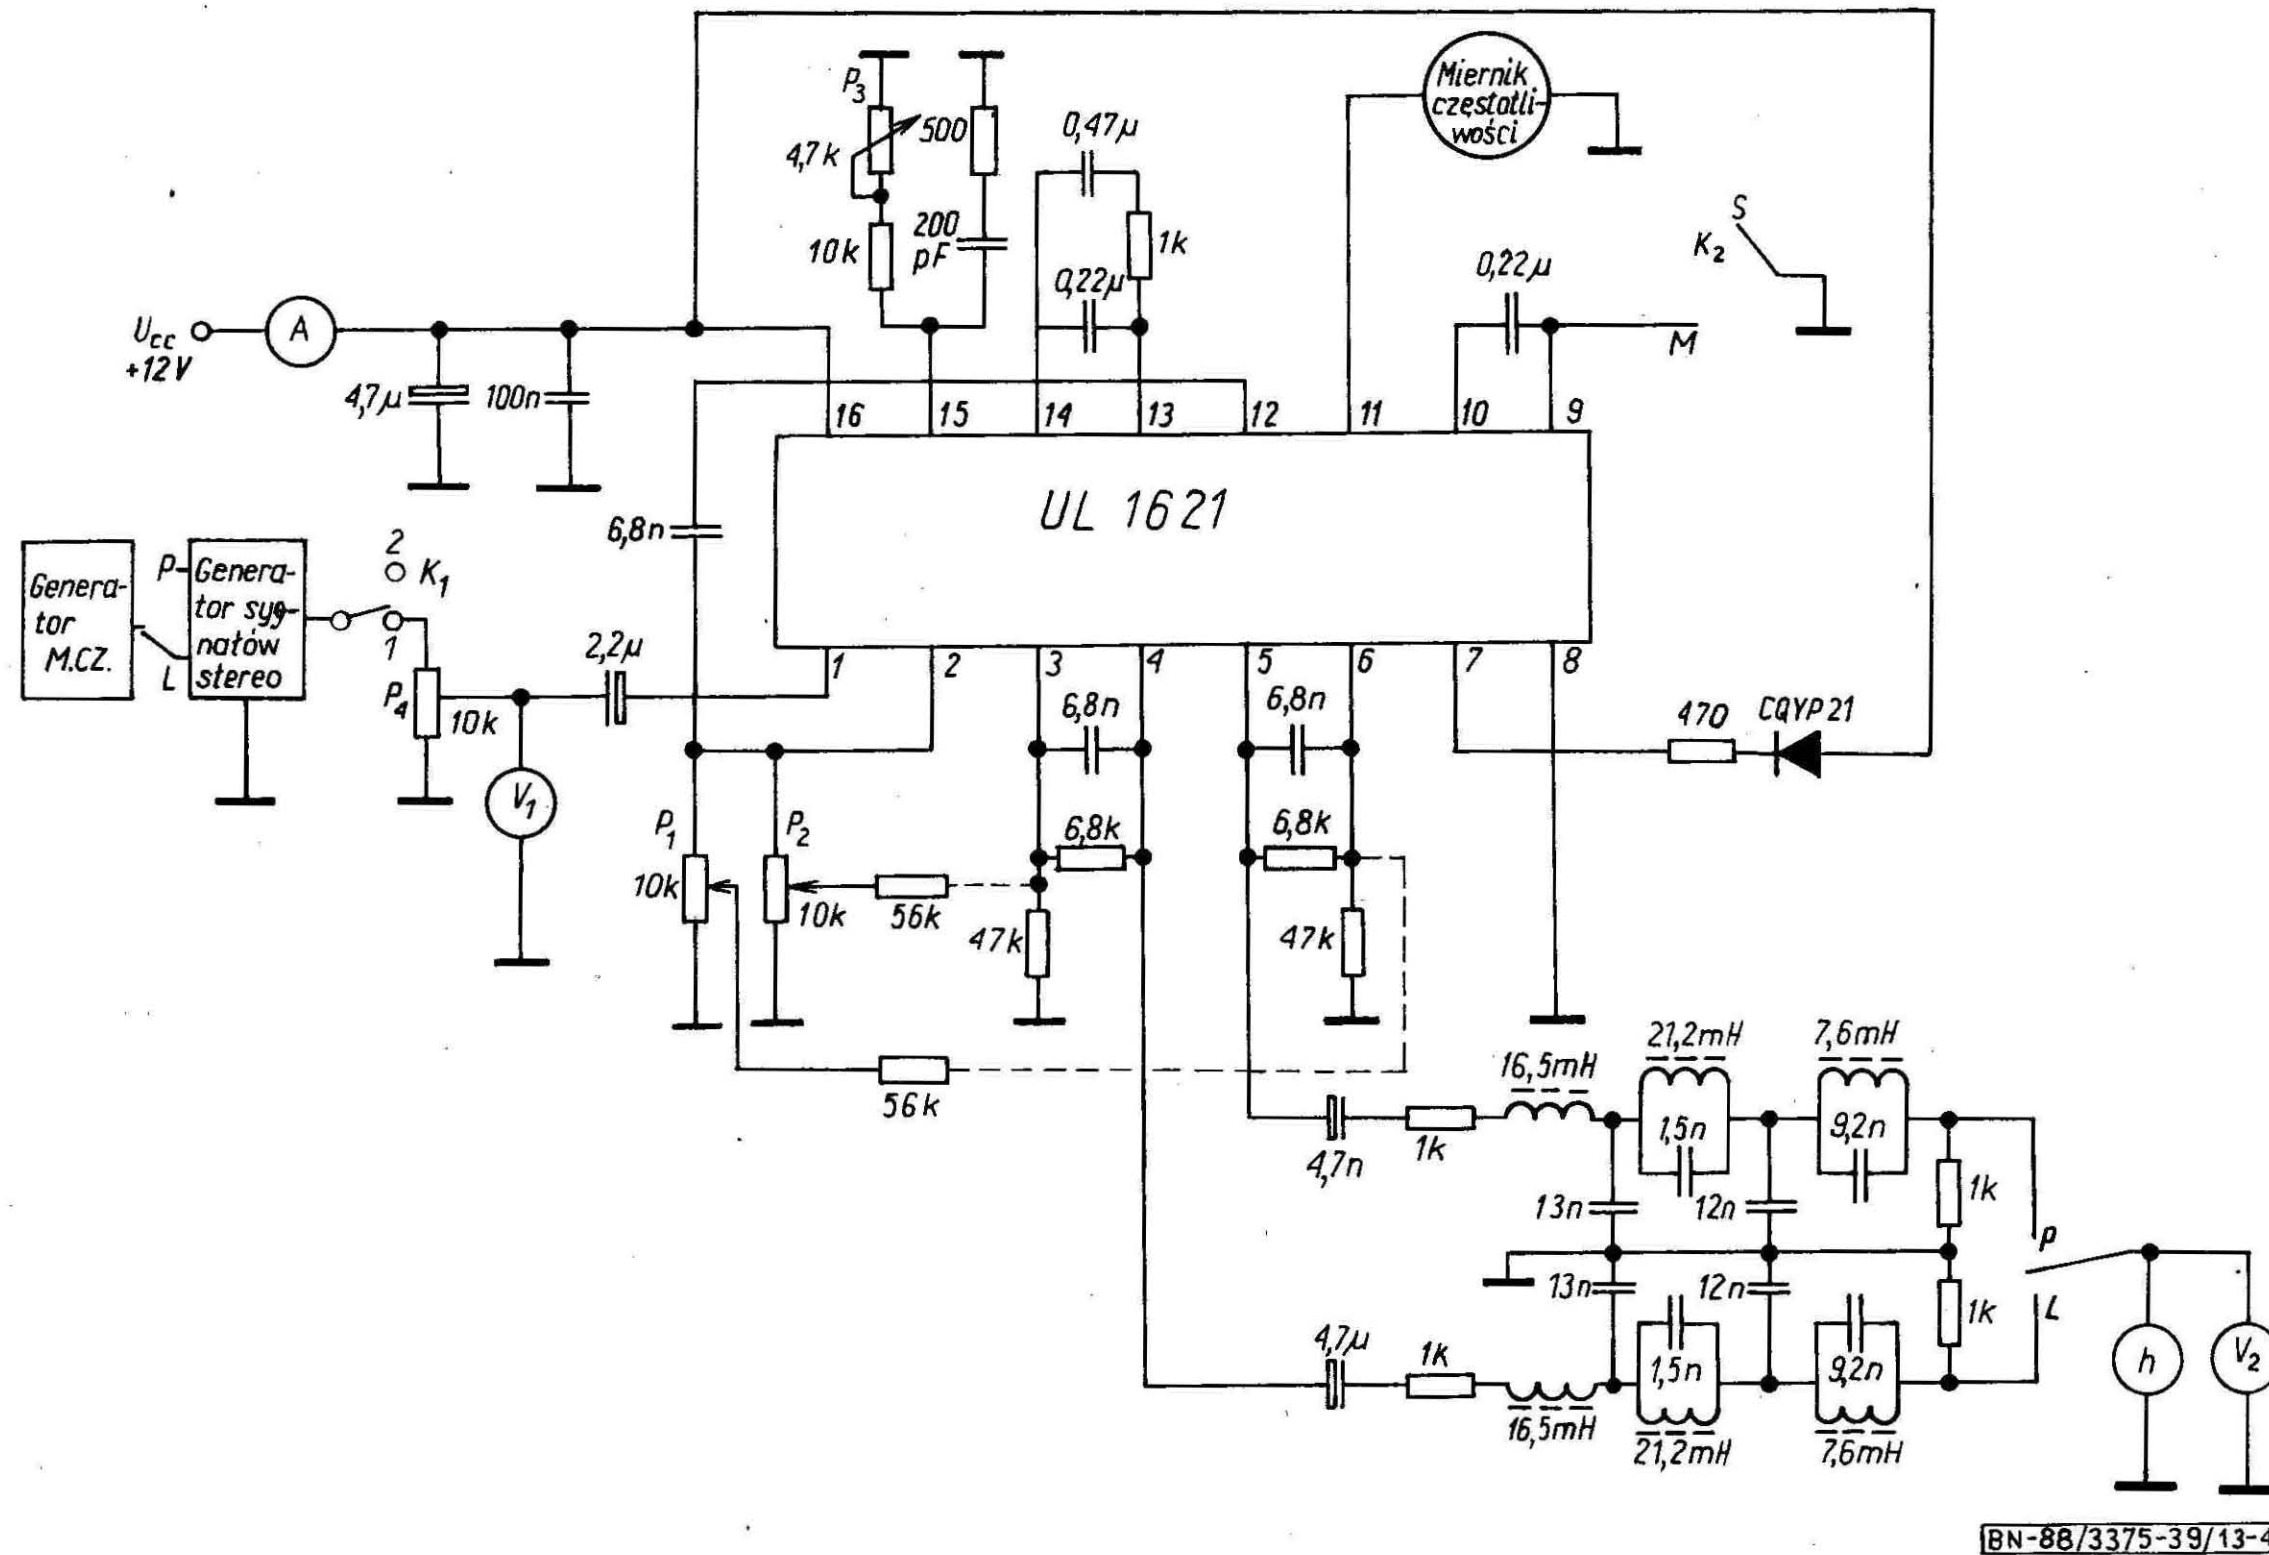 P3
4,7k
500
10k
200
pF
0,47µ
1k
0,22µ
Miernik
częstotli-
wości
S
K2
0,22µ
M
Ucc
+12V
A
4,7µ
100n
16
15
14
13
12
11
10
9
UL 1621
6,8n
Genera-
tor
M.CZ.
P
L
Genera-
tor syg-
nałów
stereo
2
K1
1
P4
10k
2,2µ
V1
1
2
3
4
5
6
7
8
6,8n
6,8n
470
CQYP21
P1
10k
P2
10k
56k
6,8k
47k
6,8k
47k
56k
16,5mH
21,2mH
7,6mH
4,7n
1k
1,5n
9,2n
13n
12n
1k
P
13n
12n
1k
L
4,7µ
1k
1,5n
9,2n
h
V2
16,5mH
21,2mH
7,6mH
BN-88/3375-39/13-4